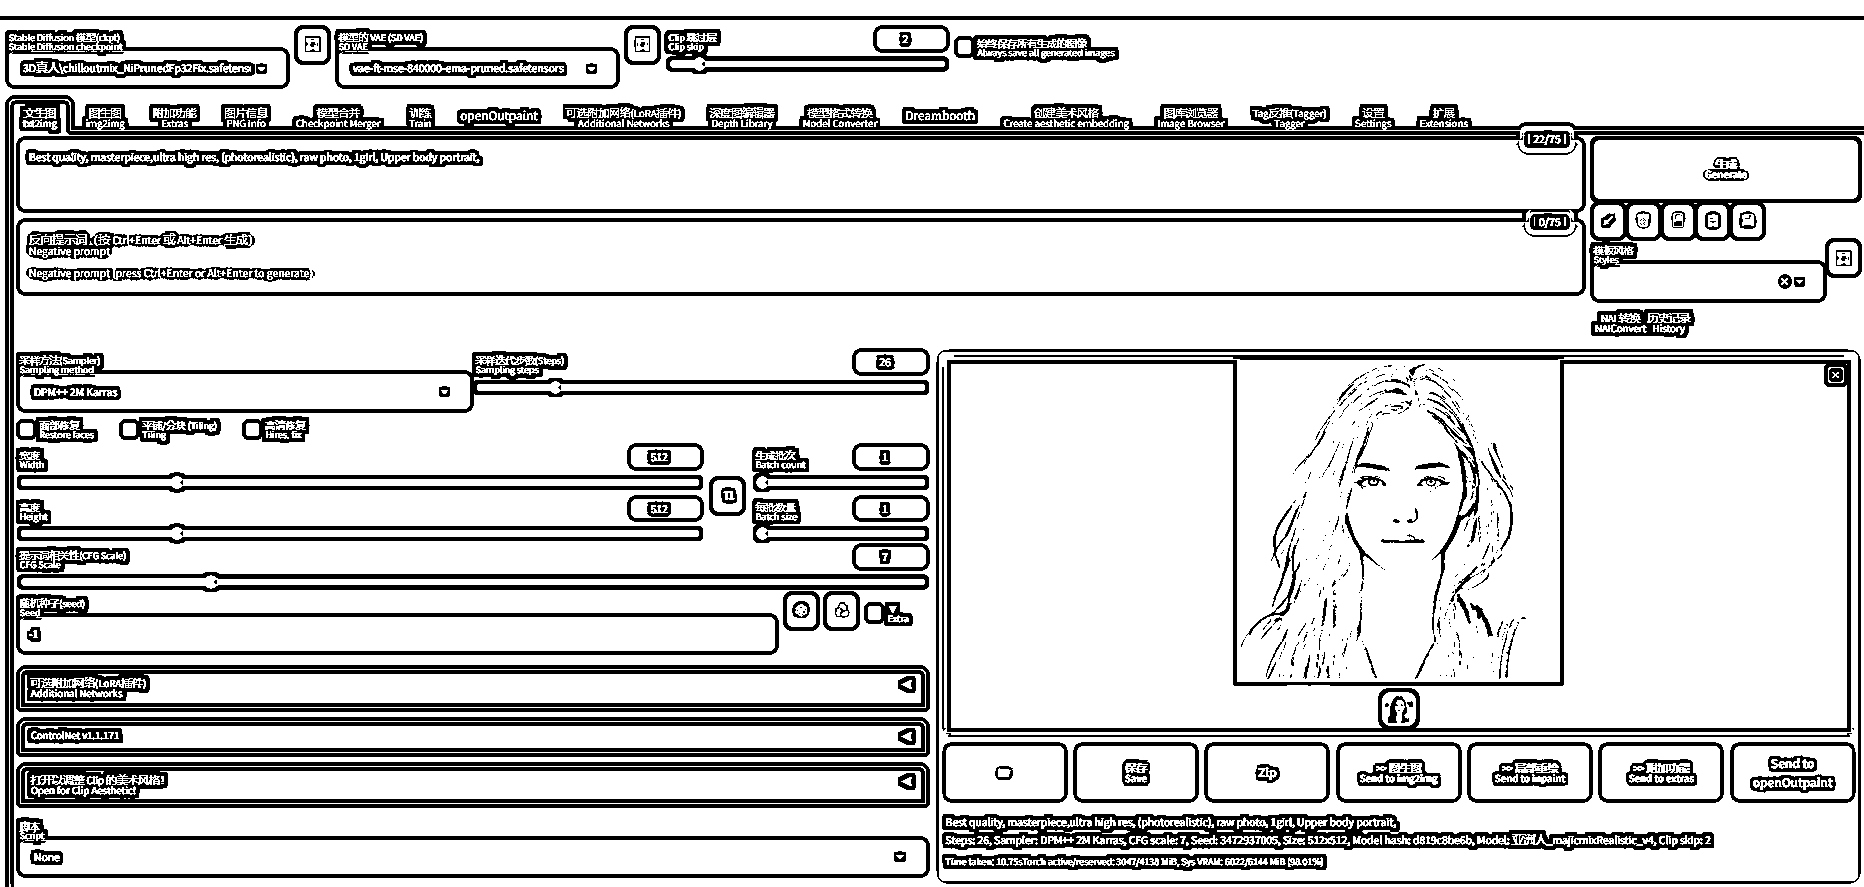 Stable Diffusion 模型(ckpt)
Stable Diffusion checkpoint
3D真人\chilloutmix_NiPrunedFp32Fix.safetensi
模型的 VAE (SD VAE)
SD VAE
vae-ft-mse-840000-ema-pruned.safetensors
Clip 跳过层
Clip skip
2
始终保存所有生成的图像
Always save all generated images
文生图
txt2img
图生图
img2img
附加功能
Extras
图片信息
PNG Info
模型合并
Checkpoint Merger
训练
Train
openOutpaint
可选附加网络(LoRA插件)
Additional Networks
深度图编辑器
Depth Library
模型格式转换
Model Converter
Dreambooth
创建美术风格
Create aesthetic embedding
图库浏览器
Image Browser
Tag反推(Tagger)
Tagger
设置
Settings
扩展
Extensions
Best quality, masterpiece,ultra high res, (photorealistic), raw photo, 1girl, Upper body portrait,
22/75
反向提示词 (按 Ctrl+Enter 或 Alt+Enter 生成)
Negative prompt
Negative prompt (press Ctrl+Enter or Alt+Enter to generate)
0/75
生成
Generate
模板风格
Styles
NAI 转换
NAIConvert
历史记录
History
采样方法(Sampler)
Sampling method
DPM++ 2M Karras
采样迭代步数(Steps)
Sampling steps
26
面部修复
Restore faces
平铺/分块 (Tiling)
Tiling
高清修复
Hires. fix
宽度
Width
512
高度
Height
512
生成批次
Batch count
1
每批数量
Batch size
1
提示词相关性(CFG Scale)
CFG Scale
7
随机种子(seed)
Seed
-1
Extra
可选附加网络(LoRA插件)
Additional Networks
ControlNet v1.1.171
打开以调整 Clip 的美术风格!
Open for Clip Aesthetic!
脚本
Script
None
保存
Save
Zip
>> 图生图
Send to img2img
>> 局部重绘
Send to inpaint
>> 附加功能
Send to extras
Send to
openOutpaint
Best quality, masterpiece,ultra high res, (photorealistic), raw photo, 1girl, Upper body portrait,
Steps: 26, Sampler: DPM++ 2M Karras, CFG scale: 7, Seed: 3472937005, Size: 512x512, Model hash: d819c8be6b, Model: 亚洲人_majicmixRealistic_v4, Clip skip: 2
Time taken: 10.75sTorch active/reserved: 3047/4138 MiB, Sys VRAM: 6022/6144 MiB (98.01%)